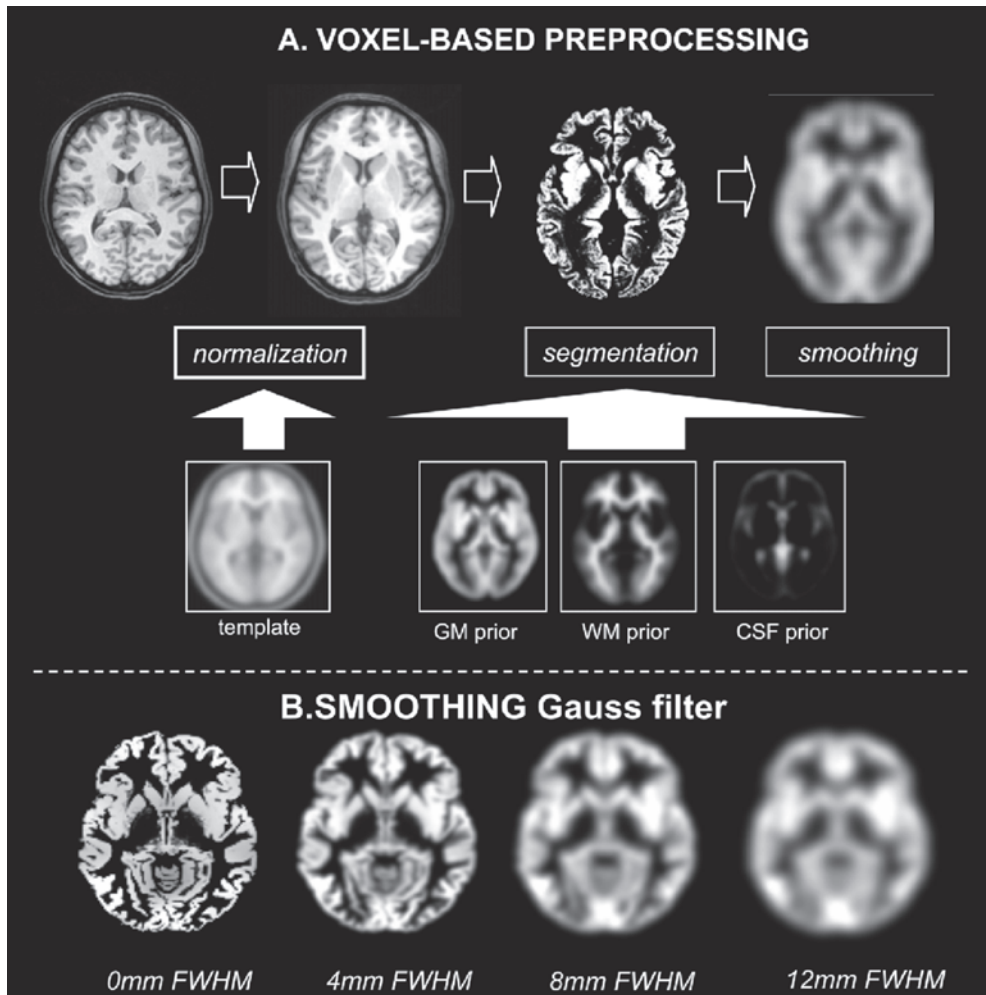 A. VOXEL-BASED PREPROCESSING
normalization
segmentation
smoothing
template
GM prior
WM prior
CSF prior
B.SMOOTHING Gauss filter
0mm FWHM
4mm FWHM
8mm FWHM
12mm FWHM